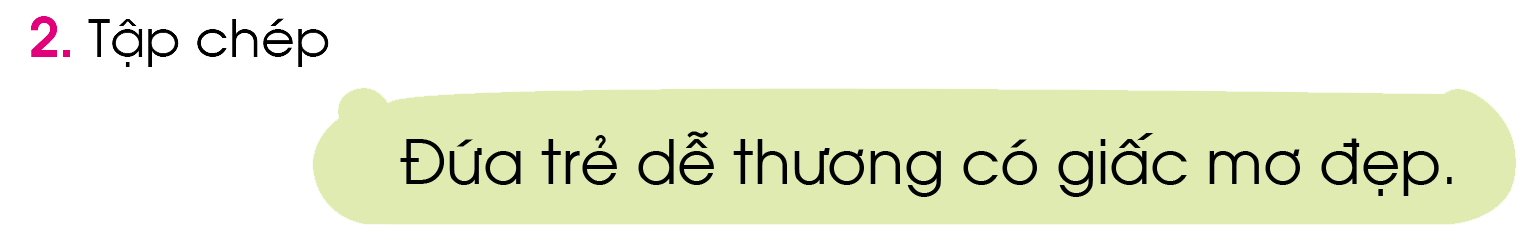 2. Tập chép
Đứa trẻ dễ thương có giấc mơ đẹp.